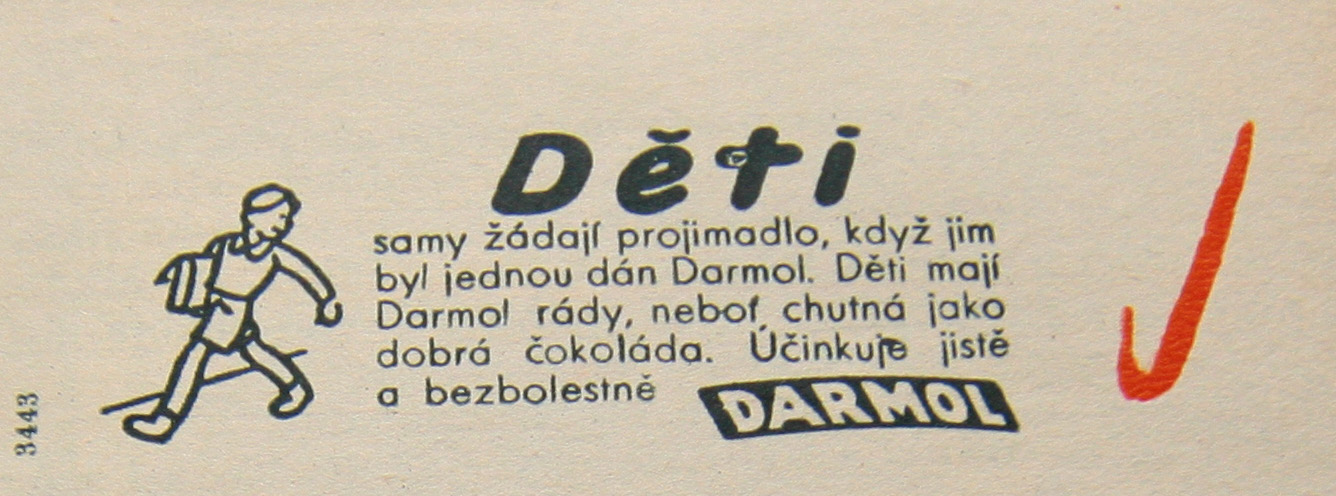 Děti
samy žádají projimadlo, když jim
byl jednou dán Darmol. Děti mají
Darmol rády, neboť chutná jako
dobrá čokoláda. Účinkuje jistě
a bezbolestně DARMOL
3443